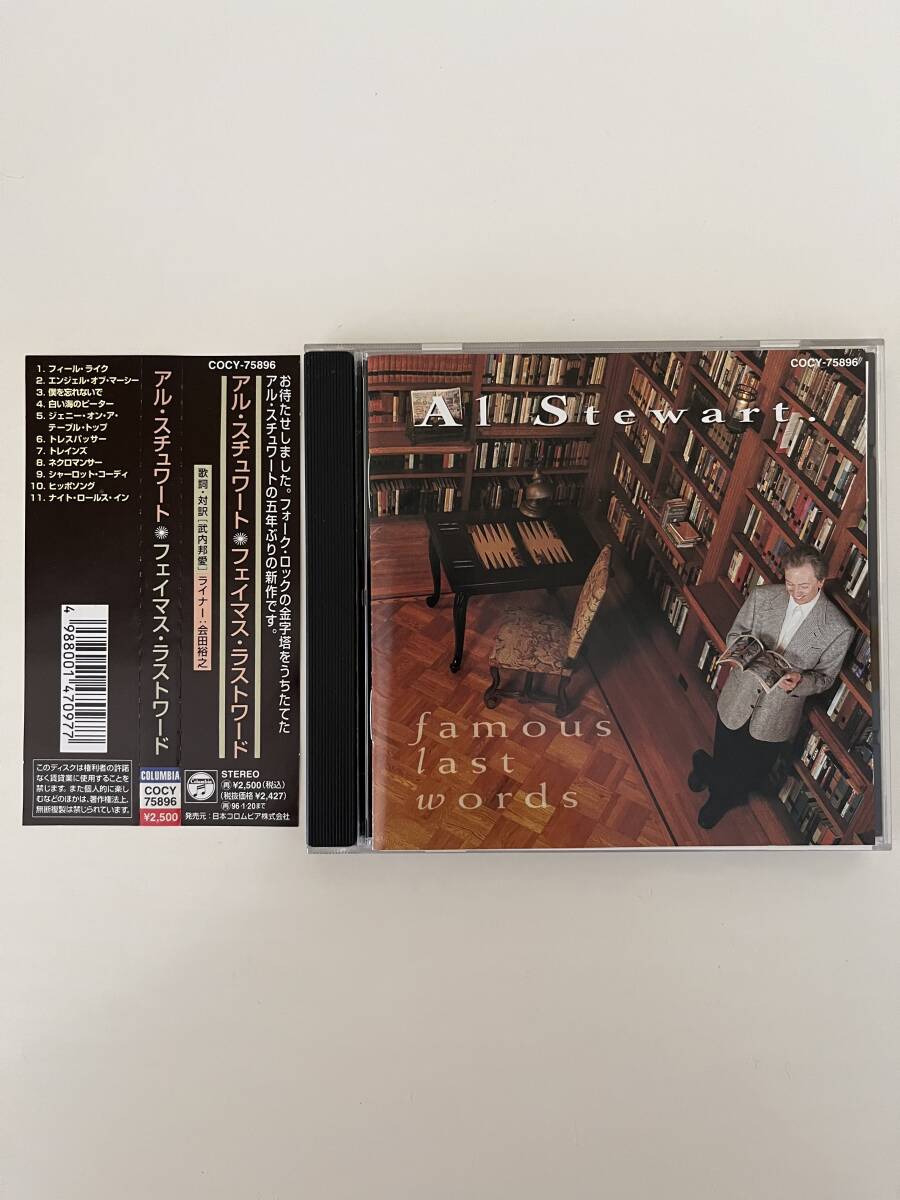 1. フィール・ライク
2. エンジェル・オブ・マーシー
3. 僕を忘れないで
4. 白い海のピーター
5. ジェニー・オン・ア・
テーブル・トップ
6. トレスパッサー
7. トレインズ
8. ネクロマンサー
9. シャーロット・コーディ
10. ヒッポソング
11. ナイト・ロールス・イン
4 988001 470977
このディスクは権利者の許諾
なく賃貸業に使用することを
禁じます。また個人的に楽し
むなどのほかは、著作権法上、
無断複製は禁じられています。
アル・スチュワート フェイマス・ラストワード
COLUMBIA
COCY
75896
¥2,500
COCY-75896
お待たせしました。フォーク・ロックの金字塔をうちたてた
アル・スチュワートの五年ぶりの新作です。
アル・スチュワート フェイマス・ラストワード
歌詞・対訳[武内邦愛] ライナー:会田裕之
Columbia
STEREO
(再)¥2,500(税込)
(税抜価格¥2,427)
(再)96・1・20まで
発売元:日本コロムビア株式会社
COCY-75896
Al Stewart
famous
last
words